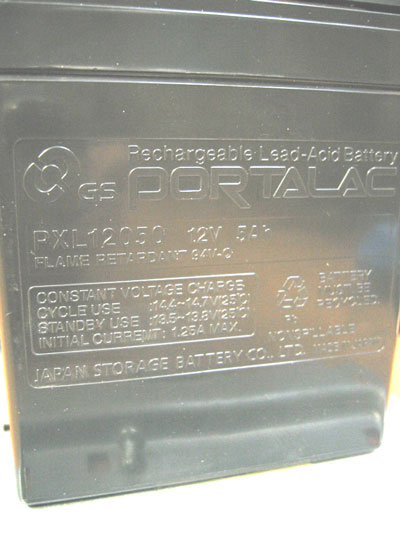 GS
Rechargeable Lead-Acid Battery
PORTALAC
PXL12050 12V 5Ah
FLAME RETARDANT 94V-O
CONSTANT VOLTAGE CHARGE
CYCLE USE :14.4~14.7V(25°C)
STANDBY USE :13.5~13.8V(25°C)
INITIAL CURRENT: 1.25A MAX.
Pb
BATTERY
MUST BE
RECYCLED.
NONSPILLABLE
JAPAN STORAGE BATTERY CO., LTD. MADE IN JAPAN